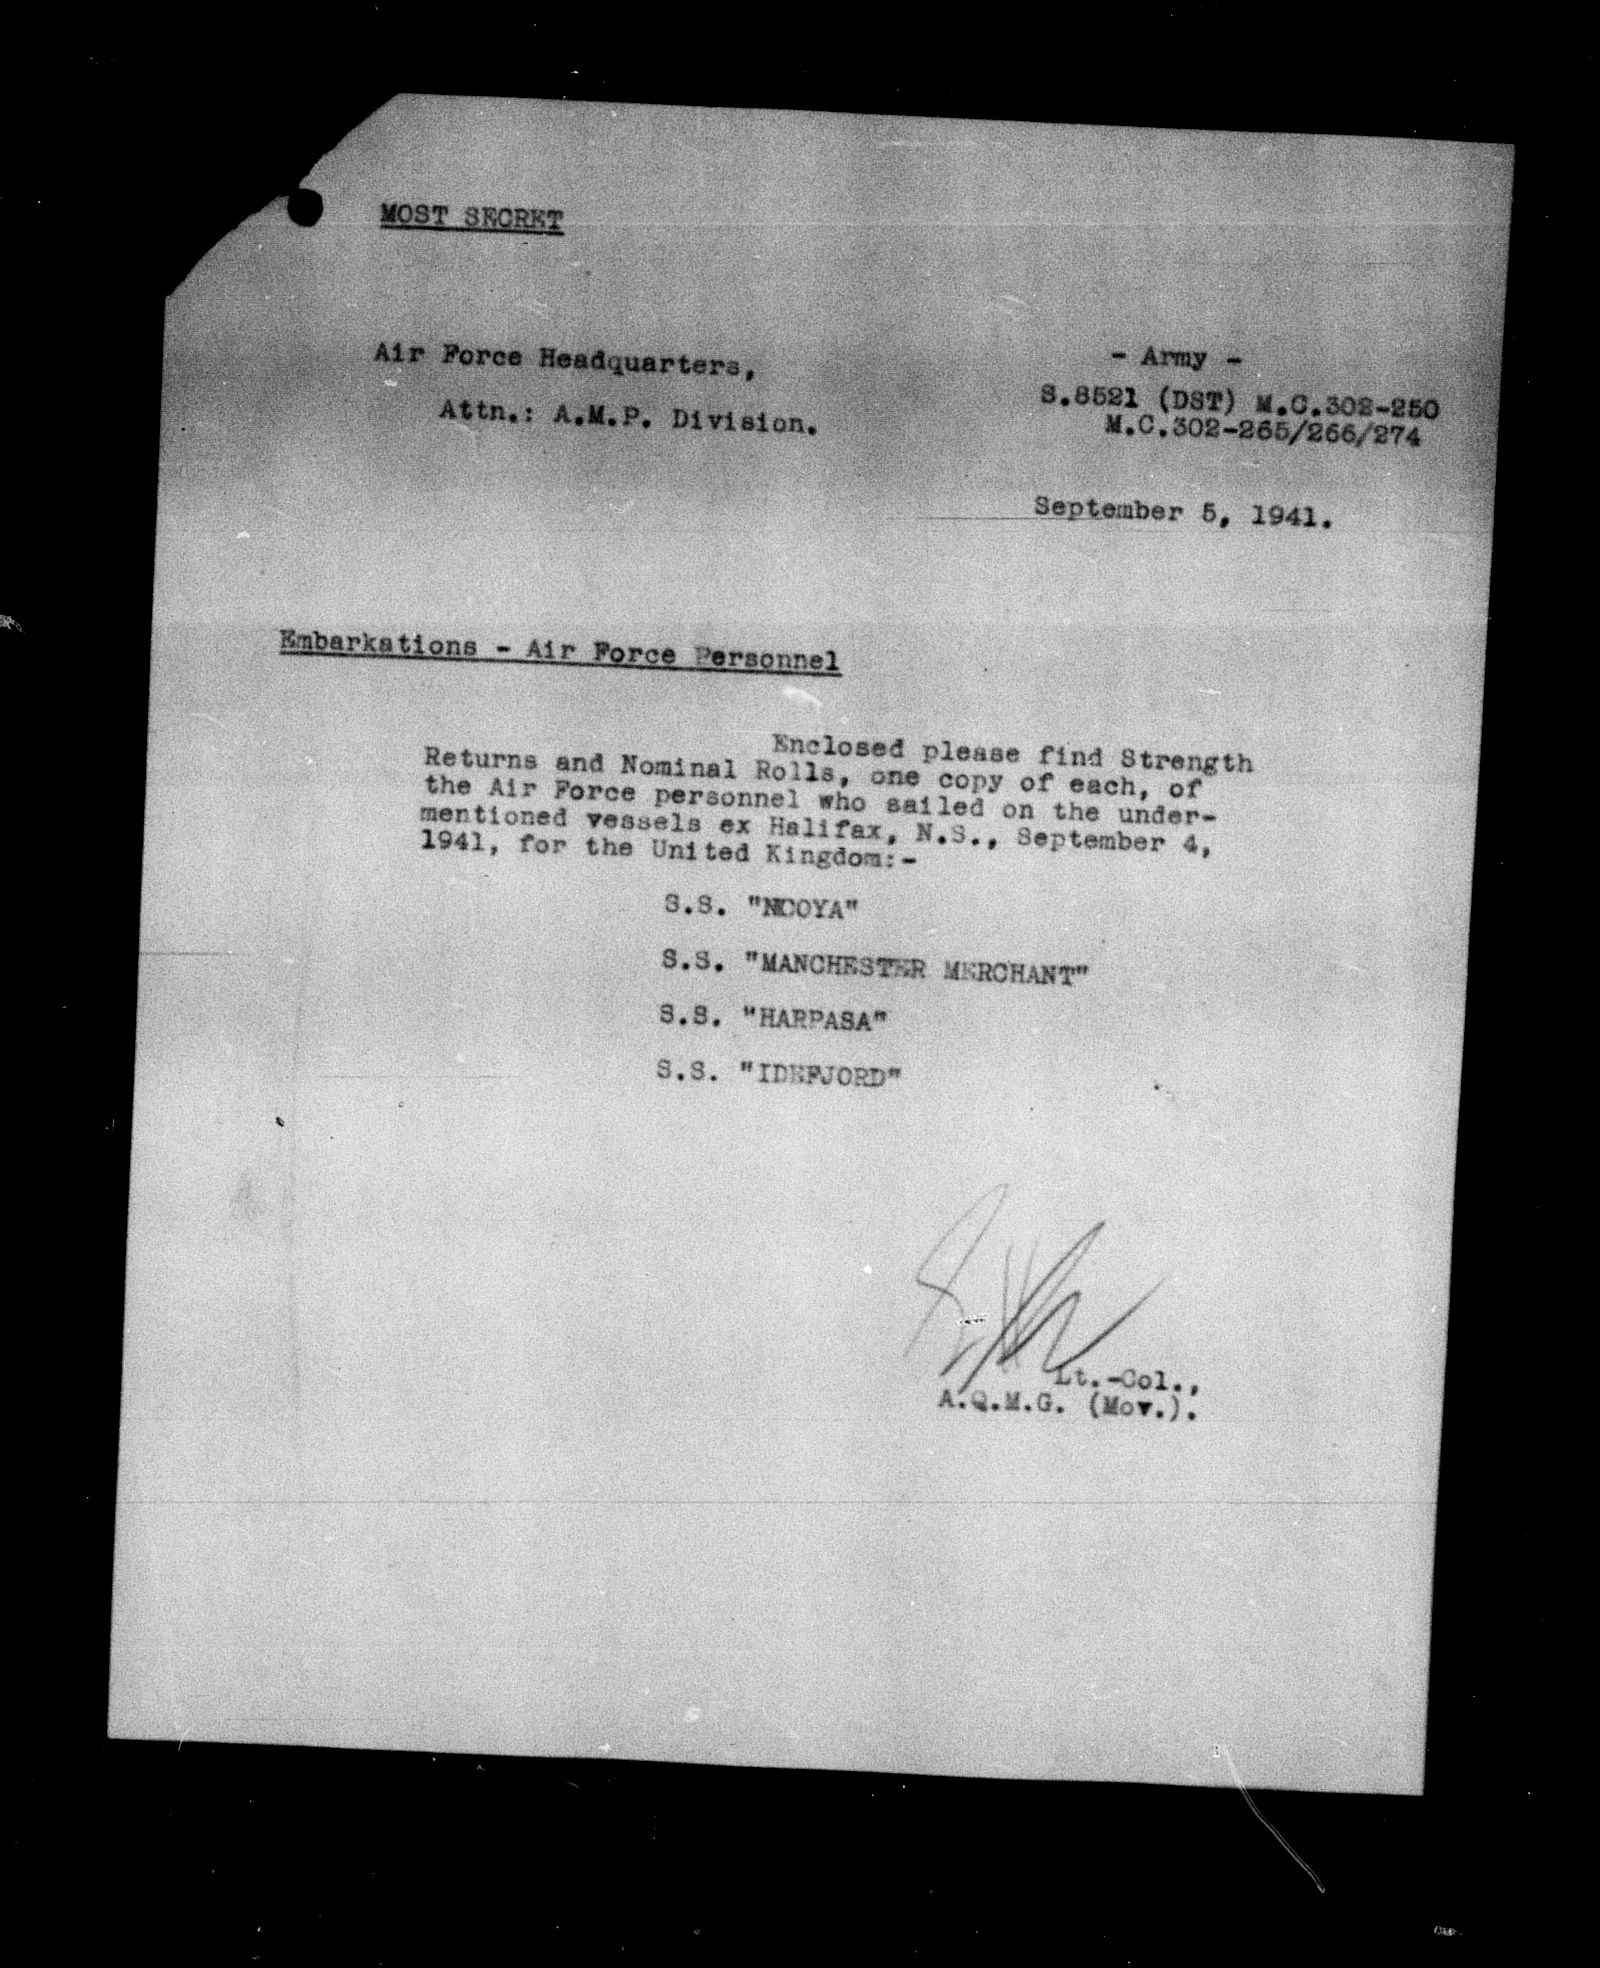 MOST SECRET
Air Force Headquarters,
Attn.: A.M.P. Division.
- Army -
S.8521 (DST) M.C.302-250
M.C.302-265/266/274
September 5, 1941.
Embarkations - Air Force Personnel
Enclosed please find Strength
Returns and Nominal Rolls, one copy of each, of
the Air Force personnel who sailed on the under-
mentioned vessels ex Halifax, N.S., September 4,
1941, for the United Kingdom:-
S.S. "NICOYA"
S.S. "MANCHESTER MERCHANT"
S.S. "HARPASA"
S.S. "IDEFJORD"
Lt.-Col.,
A.Q.M.G. (Mov.).